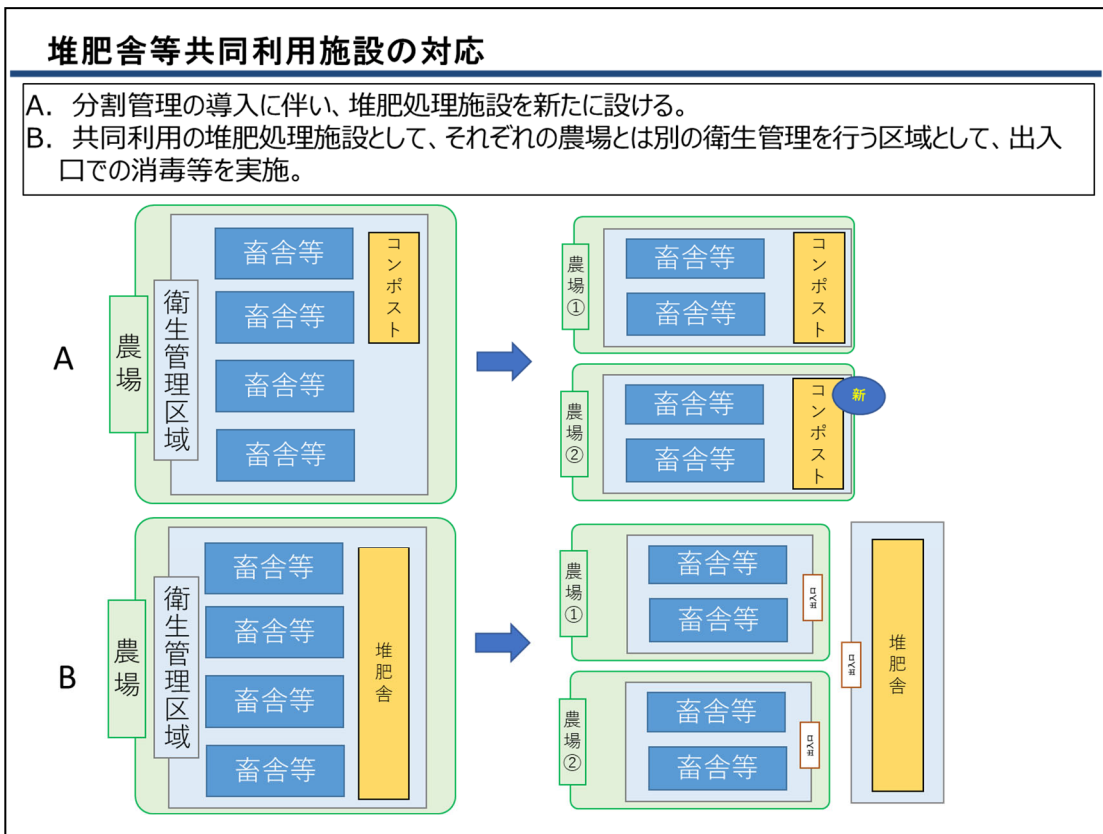 堆肥舎等共同利用施設の対応
A. 分割管理の導入に伴い、堆肥処理施設を新たに設ける。
B. 共同利用の堆肥処理施設として、それぞれの農場とは別の衛生管理を行う区域として、出入
口での消毒等を実施。
A
農場
衛生管理区域
畜舎等
畜舎等
畜舎等
畜舎等
コンポスト
農場①
畜舎等
畜舎等
コンポスト
農場②
畜舎等
畜舎等
コンポスト
新
B
農場
衛生管理区域
畜舎等
畜舎等
畜舎等
畜舎等
堆肥舎
農場①
畜舎等
畜舎等
出入口
農場②
畜舎等
畜舎等
出入口
出入口
堆肥舎